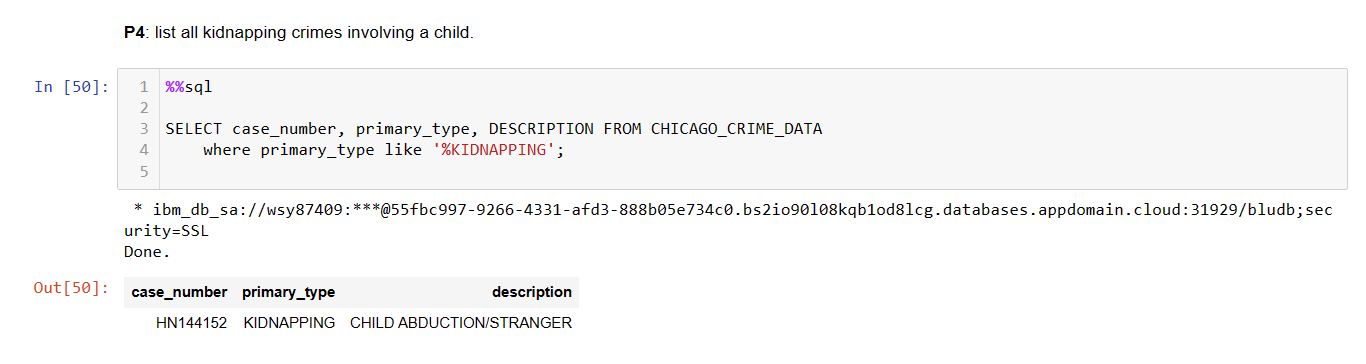 P4: list all kidnapping crimes involving a child.
In [50]:
1 %%sql
2
3 SELECT case_number, primary_type, DESCRIPTION FROM CHICAGO_CRIME_DATA
4 where primary_type like '%KIDNAPPING';
5
* ibm_db_sa://wsy87409:***@55fbc997-9266-4331-afd3-888b05e734c0.bs2io90l08kqb1od8lcg.databases.appdomain.cloud:31929/bludb;sec
urity=SSL
Done.
Out[50]:
case_number primary_type description
HN144152 KIDNAPPING CHILD ABDUCTION/STRANGER